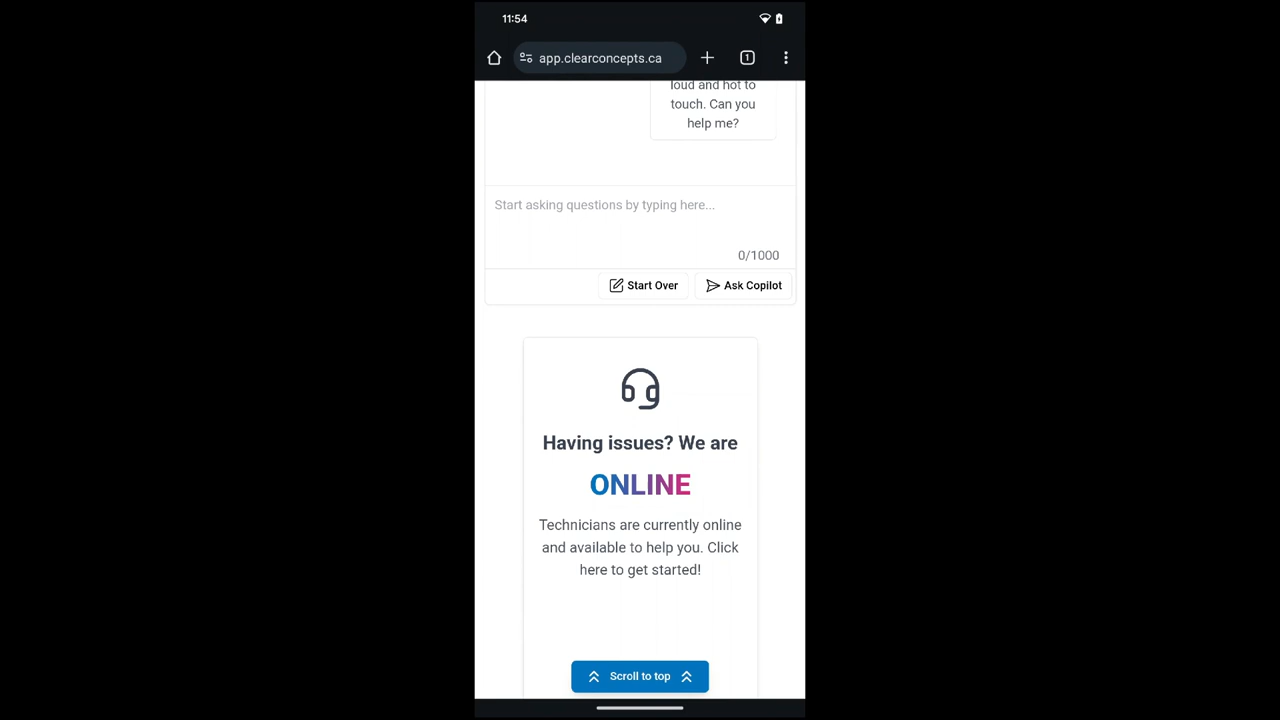 11:54
app.clearconcepts.ca
1
loud and hot to
touch. Can you
help me?
Start asking questions by typing here...
0/1000
Start Over
Ask Copilot
Having issues? We are
ONLINE
Technicians are currently online
and available to help you. Click
here to get started!
Scroll to top